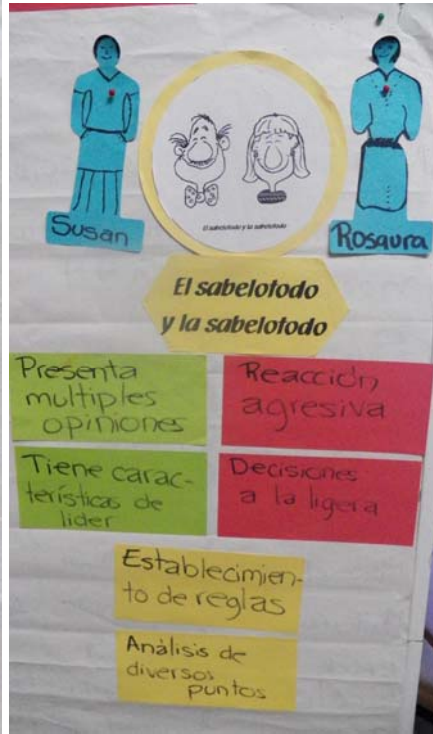 Susan
Rosaura
El sabelotodo y la sabelotodo
El sabelotodo
y la sabelotodo
Presenta
multiples
opiniones
Reacción
agresiva
Tiene carac-
terísticas de
lider
Decisiones
a la ligera
Establecimien-
to de reglas
Análisis de
diversos
puntos